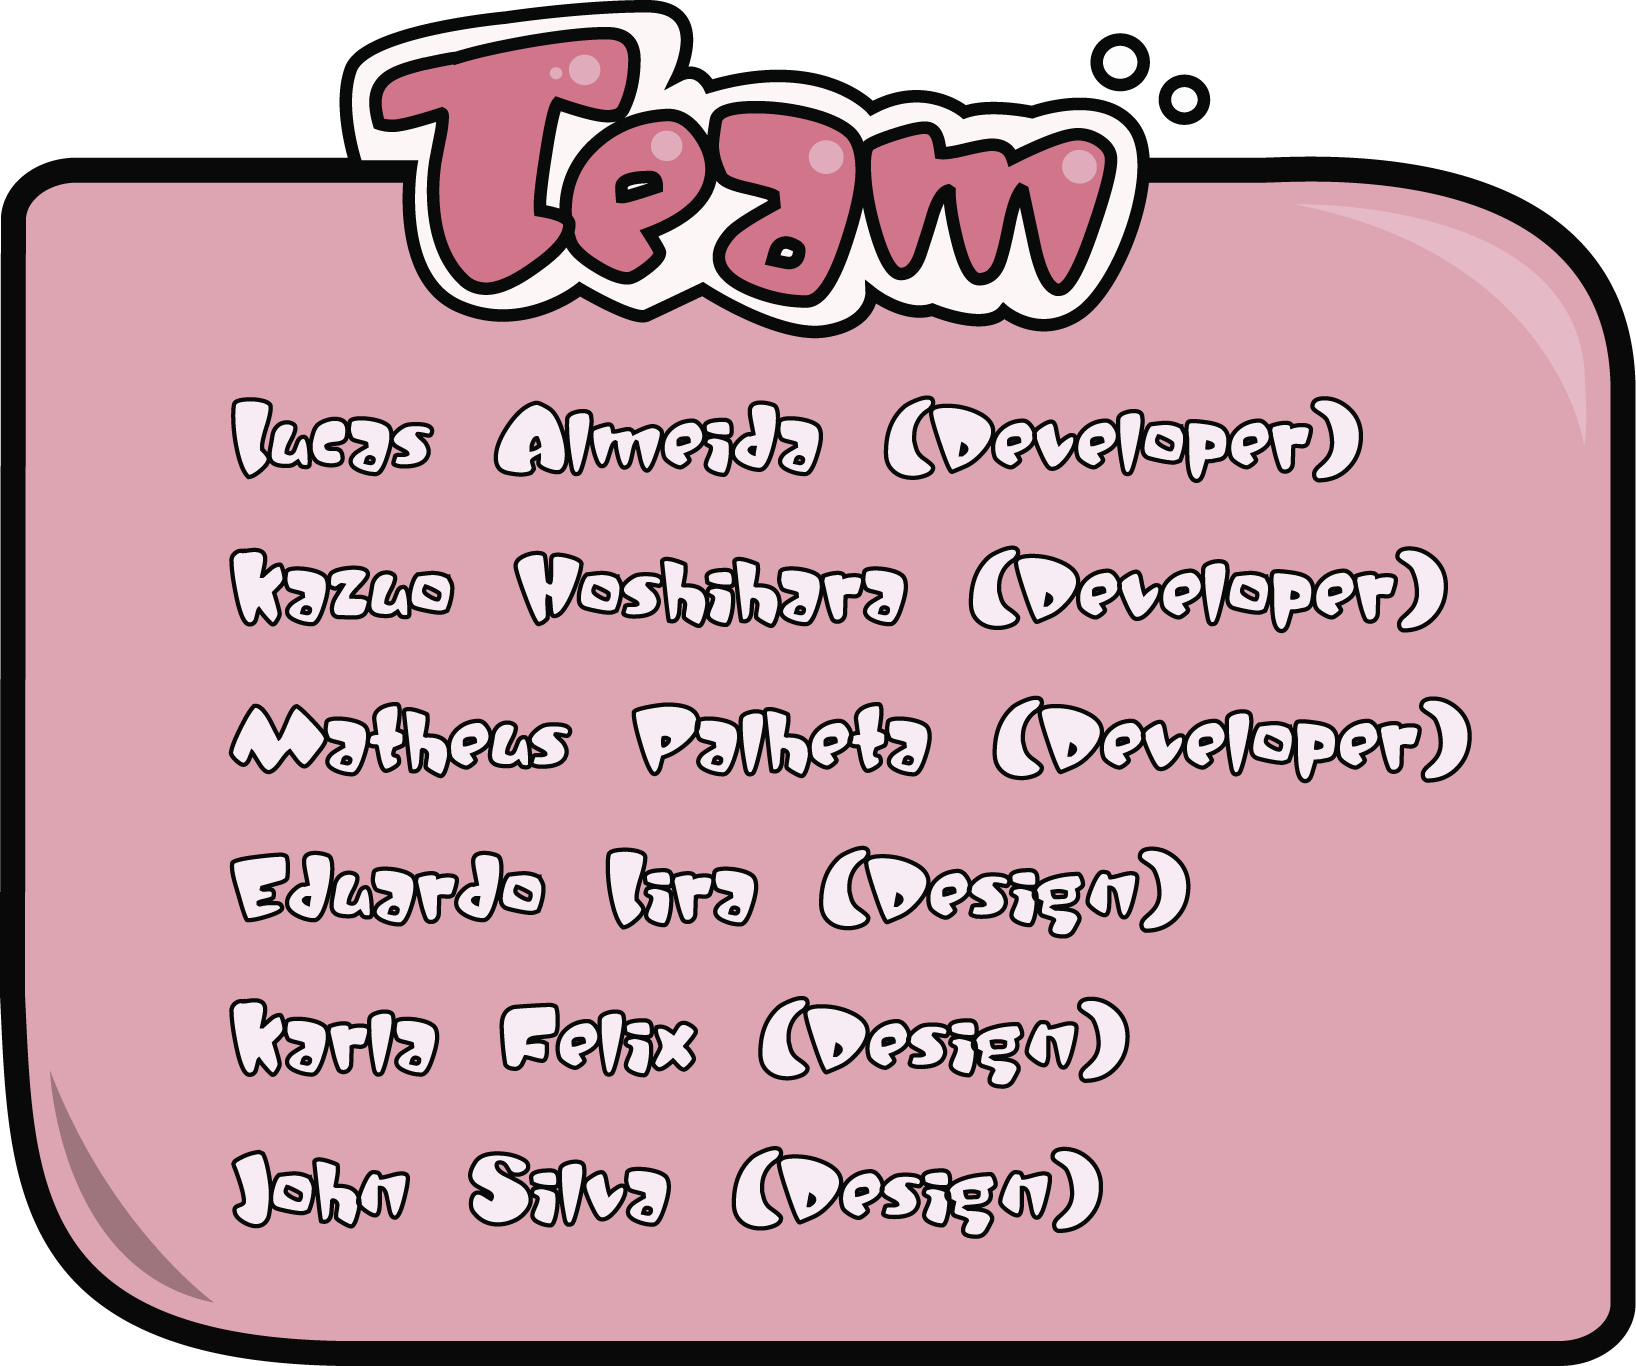 Team
Lucas Almeida (Developer)
Kazuo Hoshihara (Developer)
Matheus Palheta (Developer)
Eduardo Lira (Design)
Karla Felix (Design)
John Silva (Design)